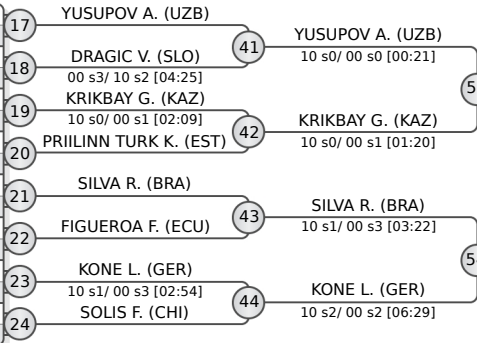 17
YUSUPOV A. (UZB)
18
DRAGIC V. (SLO)
00 s3/ 10 s2 [04:25]
19
KRIKBAY G. (KAZ)
10 s0/ 00 s1 [02:09]
20
PRIILINN TURK K. (EST)
21
SILVA R. (BRA)
22
FIGUEROA F. (ECU)
23
KONE L. (GER)
10 s1/ 00 s3 [02:54]
24
SOLIS F. (CHI)
41
YUSUPOV A. (UZB)
10 s0/ 00 s0 [00:21]
42
KRIKBAY G. (KAZ)
10 s0/ 00 s1 [01:20]
43
SILVA R. (BRA)
10 s1/ 00 s3 [03:22]
44
KONE L. (GER)
10 s2/ 00 s2 [06:29]